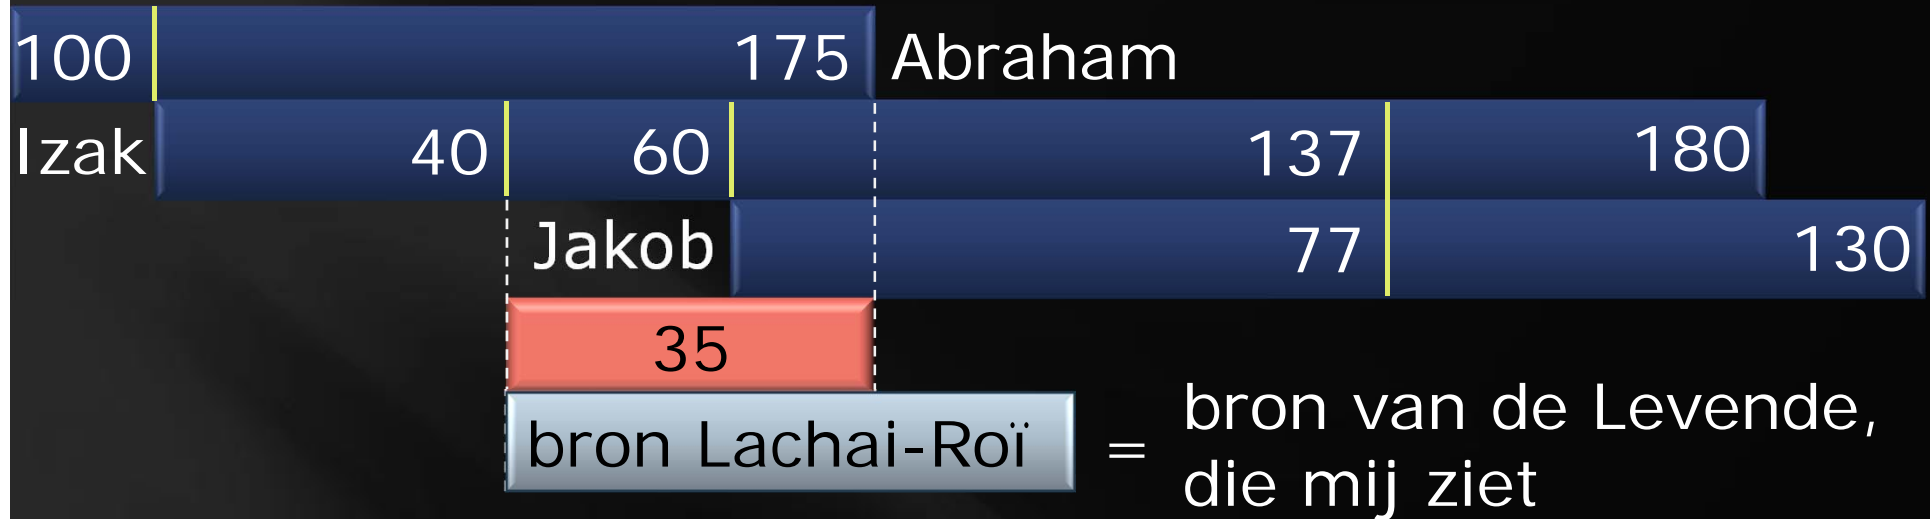 100 175 Abraham
Izak 40 60 137 180
Jakob 77 130
35
bron Lachai-Roï = bron van de Levende,
die mij ziet